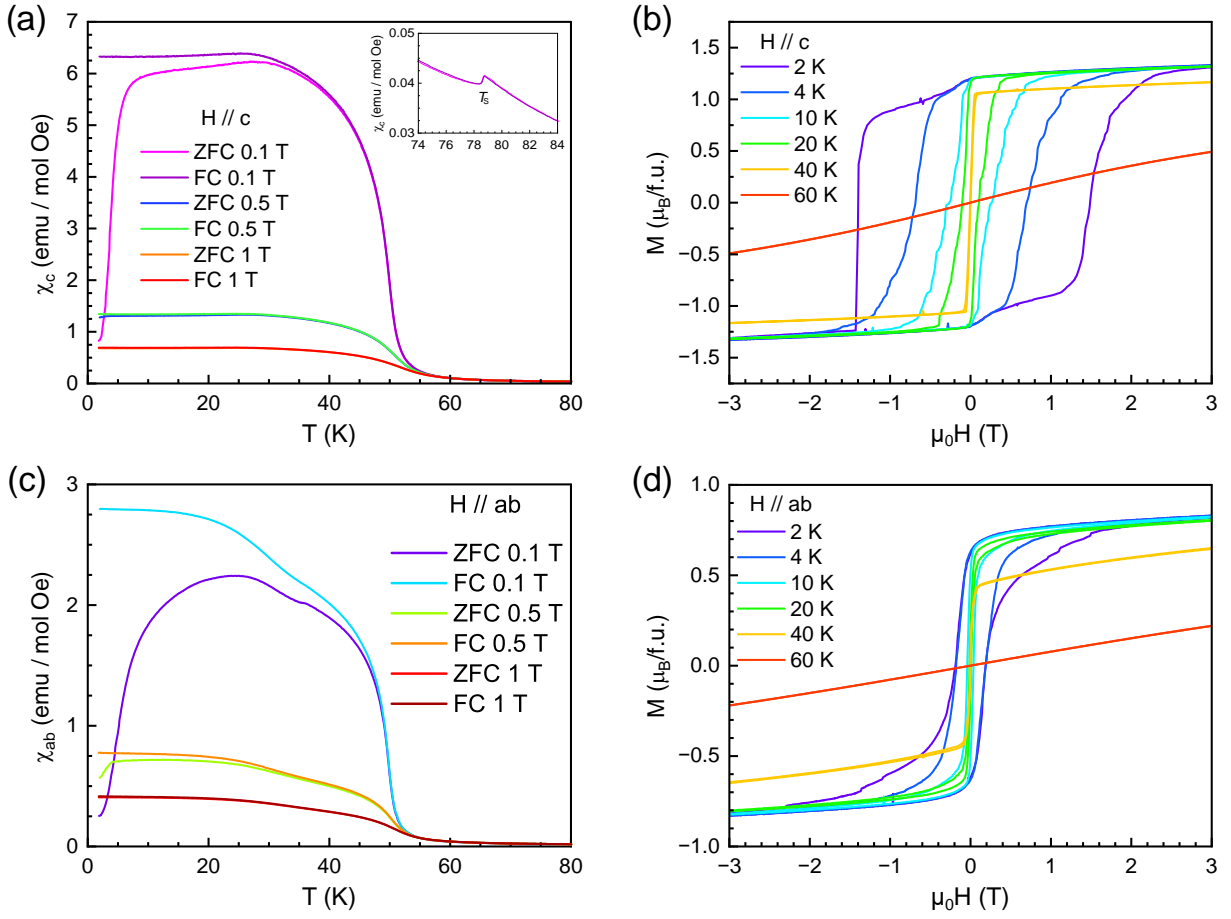 (a)
7
6
5
4
3
2
1
0
χc (emu / mol Oe)
0
20
40
60
80
T (K)
H // c
ZFC 0.1 T
FC 0.1 T
ZFC 0.5 T
FC 0.5 T
ZFC 1 T
FC 1 T
0.05
0.04
0.03
χc (emu / mol Oe)
TS
74
76
78
80
82
84
(b)
1.5
1.0
0.5
0.0
−0.5
−1.0
−1.5
M (μB/f.u.)
−3
−2
−1
0
1
2
3
μ0H (T)
H // c
2 K
4 K
10 K
20 K
40 K
60 K
(c)
3
2
1
0
χab (emu / mol Oe)
0
20
40
60
80
T (K)
H // ab
ZFC 0.1 T
FC 0.1 T
ZFC 0.5 T
FC 0.5 T
ZFC 1 T
FC 1 T
(d)
1.0
0.5
0.0
−0.5
−1.0
M (μB/f.u.)
−3
−2
−1
0
1
2
3
μ0H (T)
H // ab
2 K
4 K
10 K
20 K
40 K
60 K